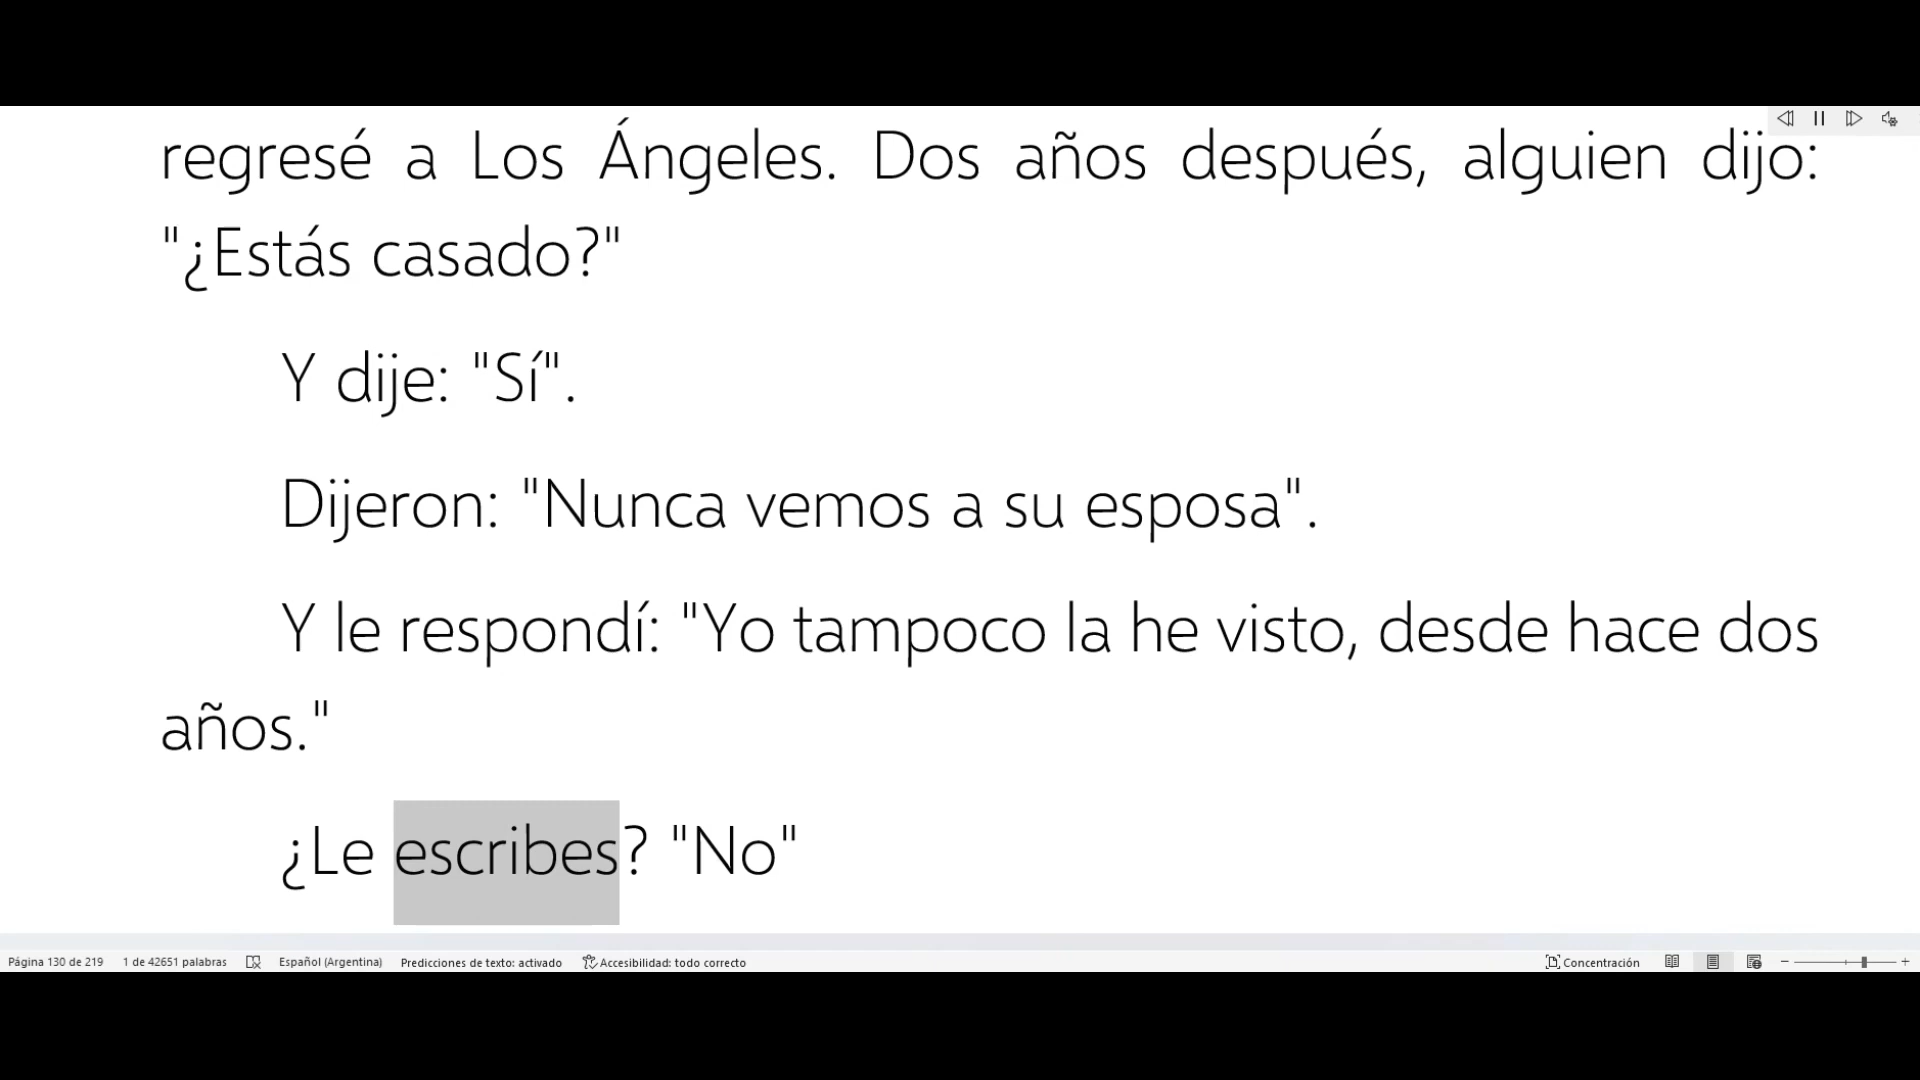 regresé a Los Ángeles. Dos años después, alguien dijo:
"¿Estás casado?"
Y dije: "Sí".
Dijeron: "Nunca vemos a su esposa".
Y le respondí: "Yo tampoco la he visto, desde hace dos
años."
¿Le escribes? "No"
Página 130 de 219 1 de 42651 palabras Español (Argentina) Predicciones de texto: activado Accesibilidad: todo correcto Concentración